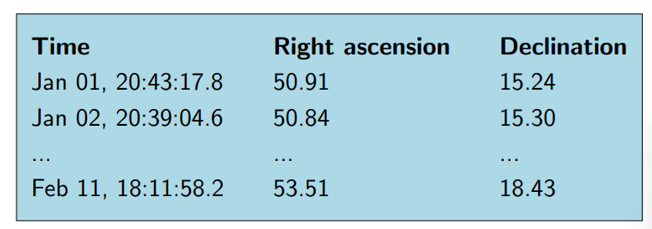 Time Right ascension Declination
Jan 01, 20:43:17.8 50.91 15.24
Jan 02, 20:39:04.6 50.84 15.30
... ... ...
Feb 11, 18:11:58.2 53.51 18.43